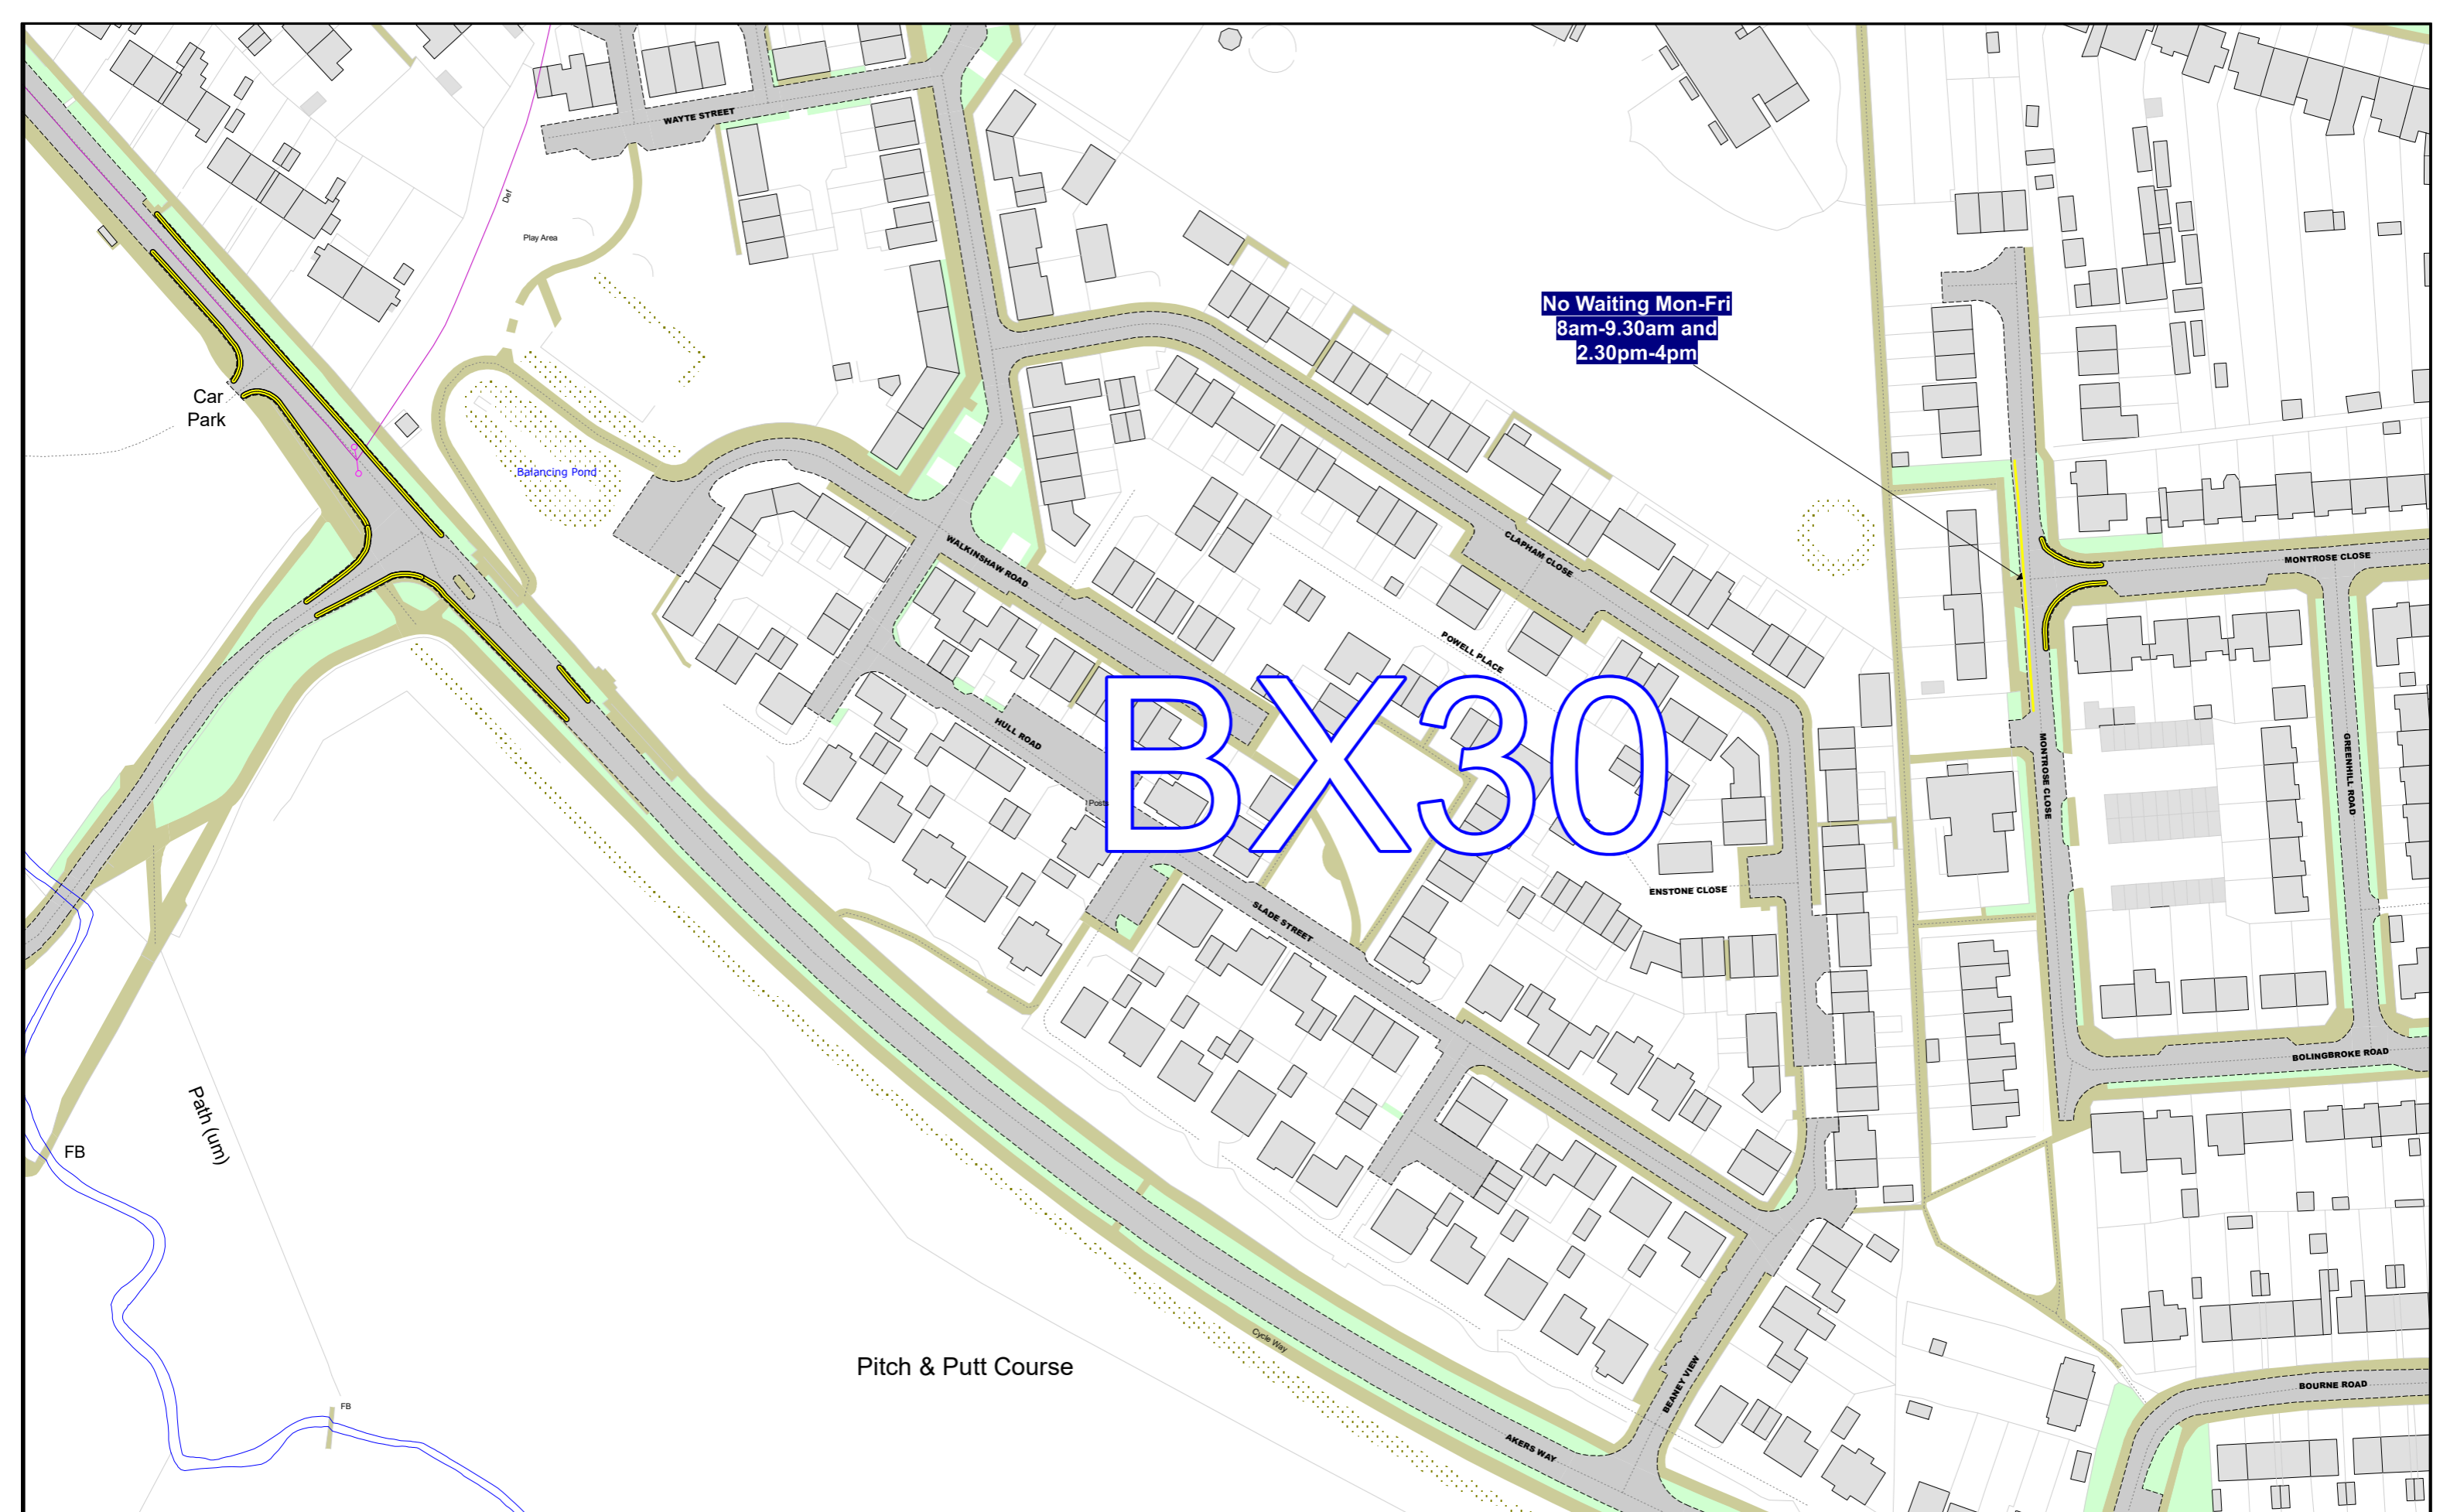 WAYTE STREET
Def
Play Area
No Waiting Mon-Fri
8am-9.30am and
2.30pm-4pm
Car
Park
Balancing Pond
WALKINSHAW ROAD
CLAPHAM CLOSE
MONTROSE CLOSE
POWELL PLACE
BX30
HULL ROAD
MONTROSE CLOSE
GREENHILL ROAD
Posts
ENSTONE CLOSE
SLADE STREET
BOLINGBROKE ROAD
Path (um)
FB
Cycle Way
Pitch & Putt Course
BEANEY VIEW
BOURNE ROAD
FB
AKERS WAY